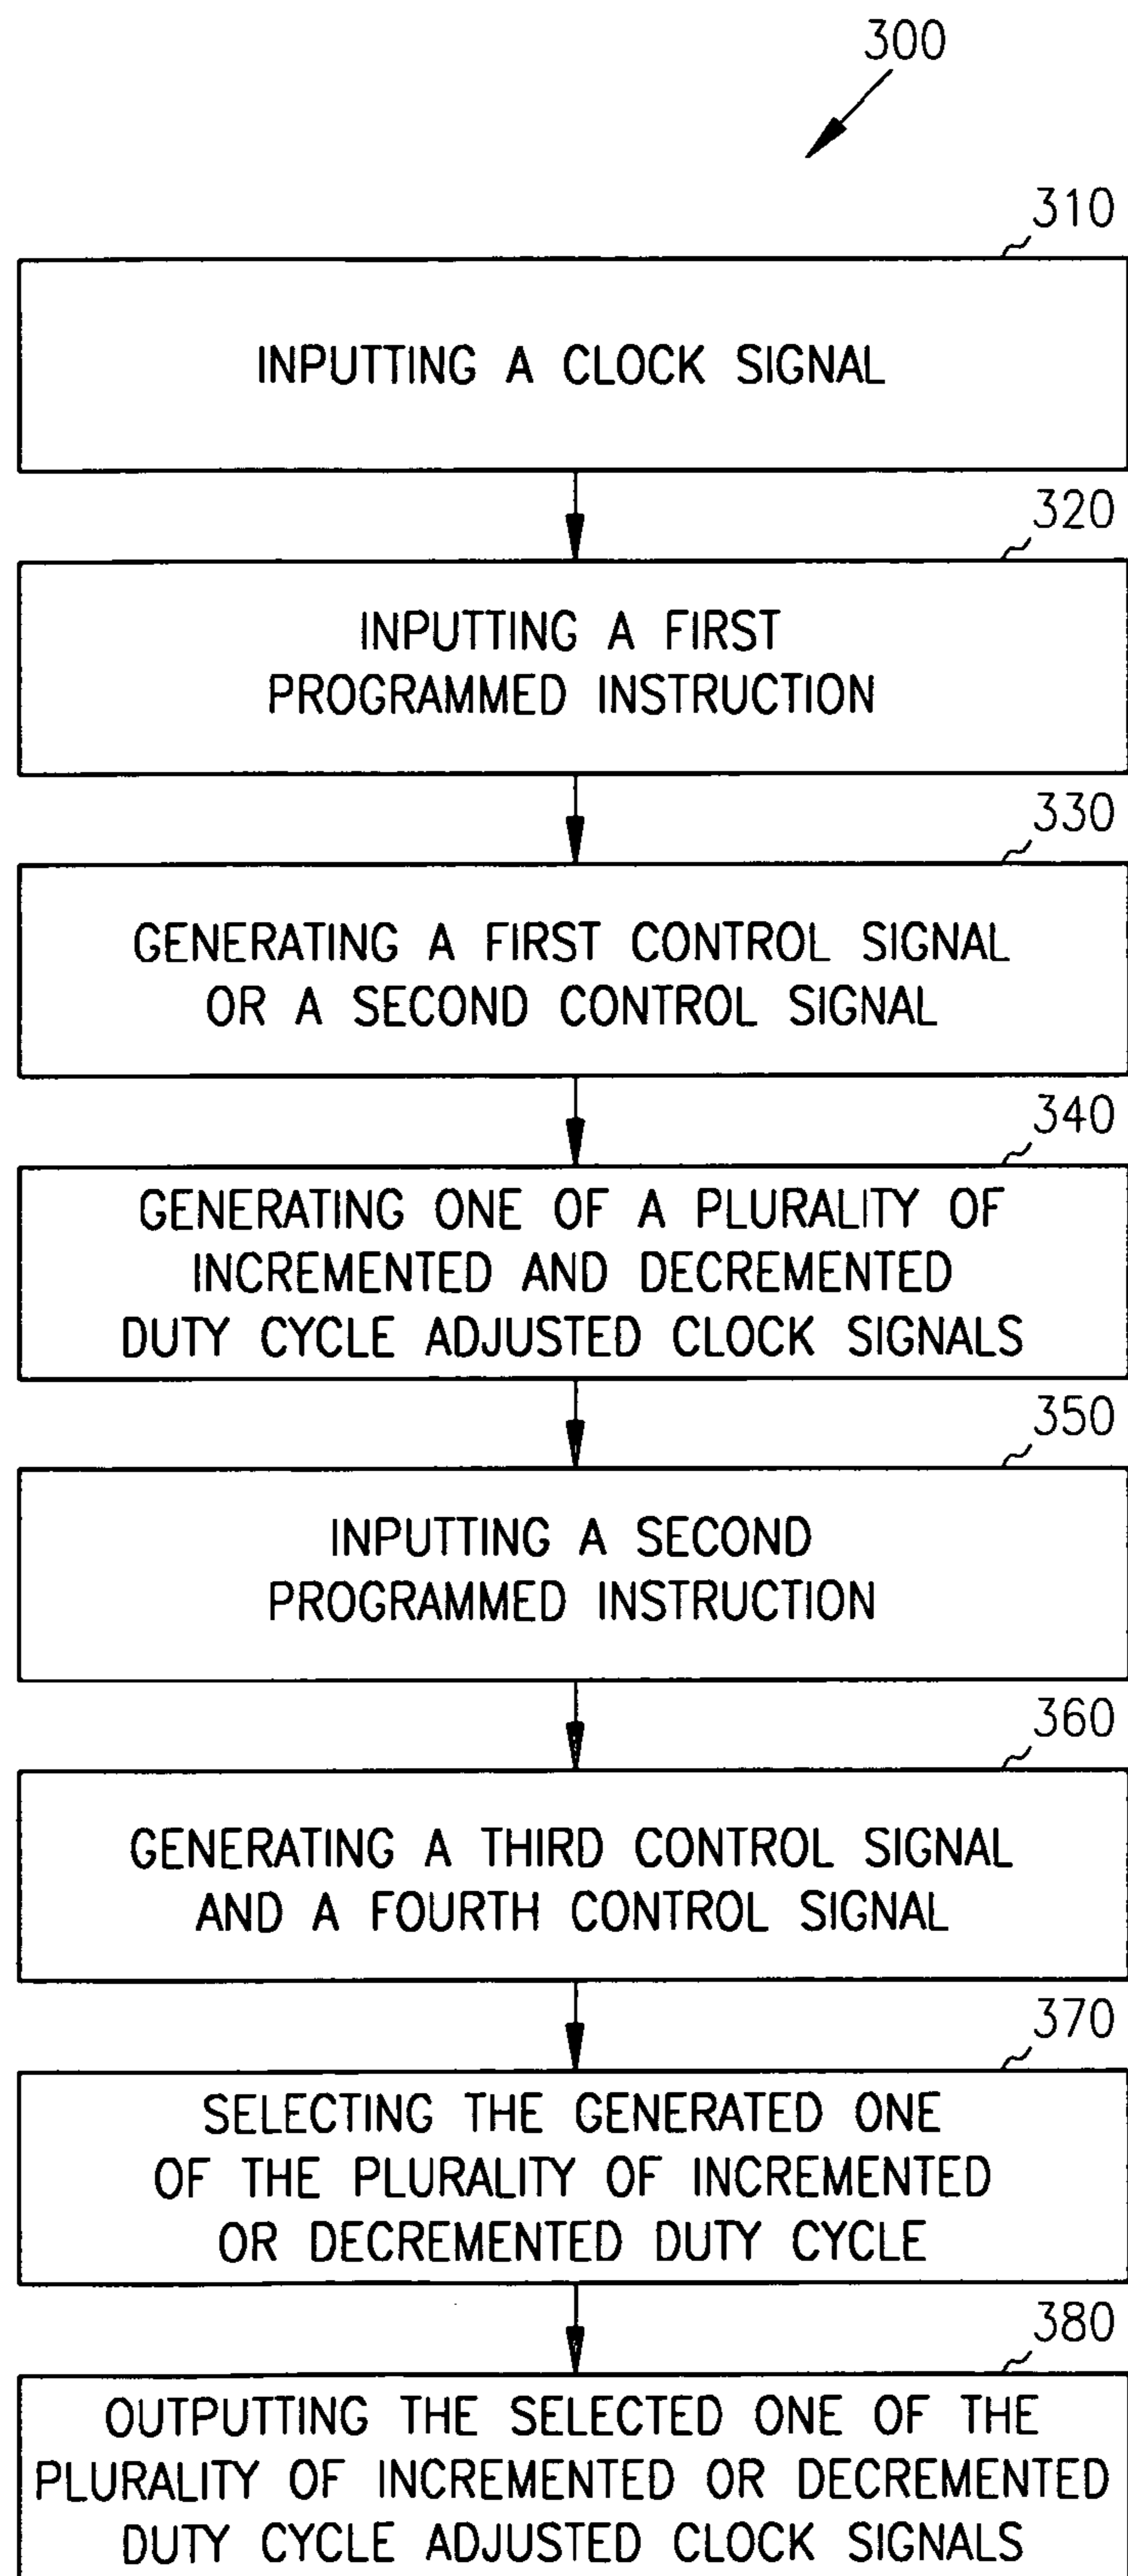 300
310
INPUTTING A CLOCK SIGNAL
320
INPUTTING A FIRST
PROGRAMMED INSTRUCTION
330
GENERATING A FIRST CONTROL SIGNAL
OR A SECOND CONTROL SIGNAL
340
GENERATING ONE OF A PLURALITY OF
INCREMENTED AND DECREMENTED
DUTY CYCLE ADJUSTED CLOCK SIGNALS
350
INPUTTING A SECOND
PROGRAMMED INSTRUCTION
360
GENERATING A THIRD CONTROL SIGNAL
AND A FOURTH CONTROL SIGNAL
370
SELECTING THE GENERATED ONE
OF THE PLURALITY OF INCREMENTED
OR DECREMENTED DUTY CYCLE
380
OUTPUTTING THE SELECTED ONE OF THE
PLURALITY OF INCREMENTED OR DECREMENTED
DUTY CYCLE ADJUSTED CLOCK SIGNALS